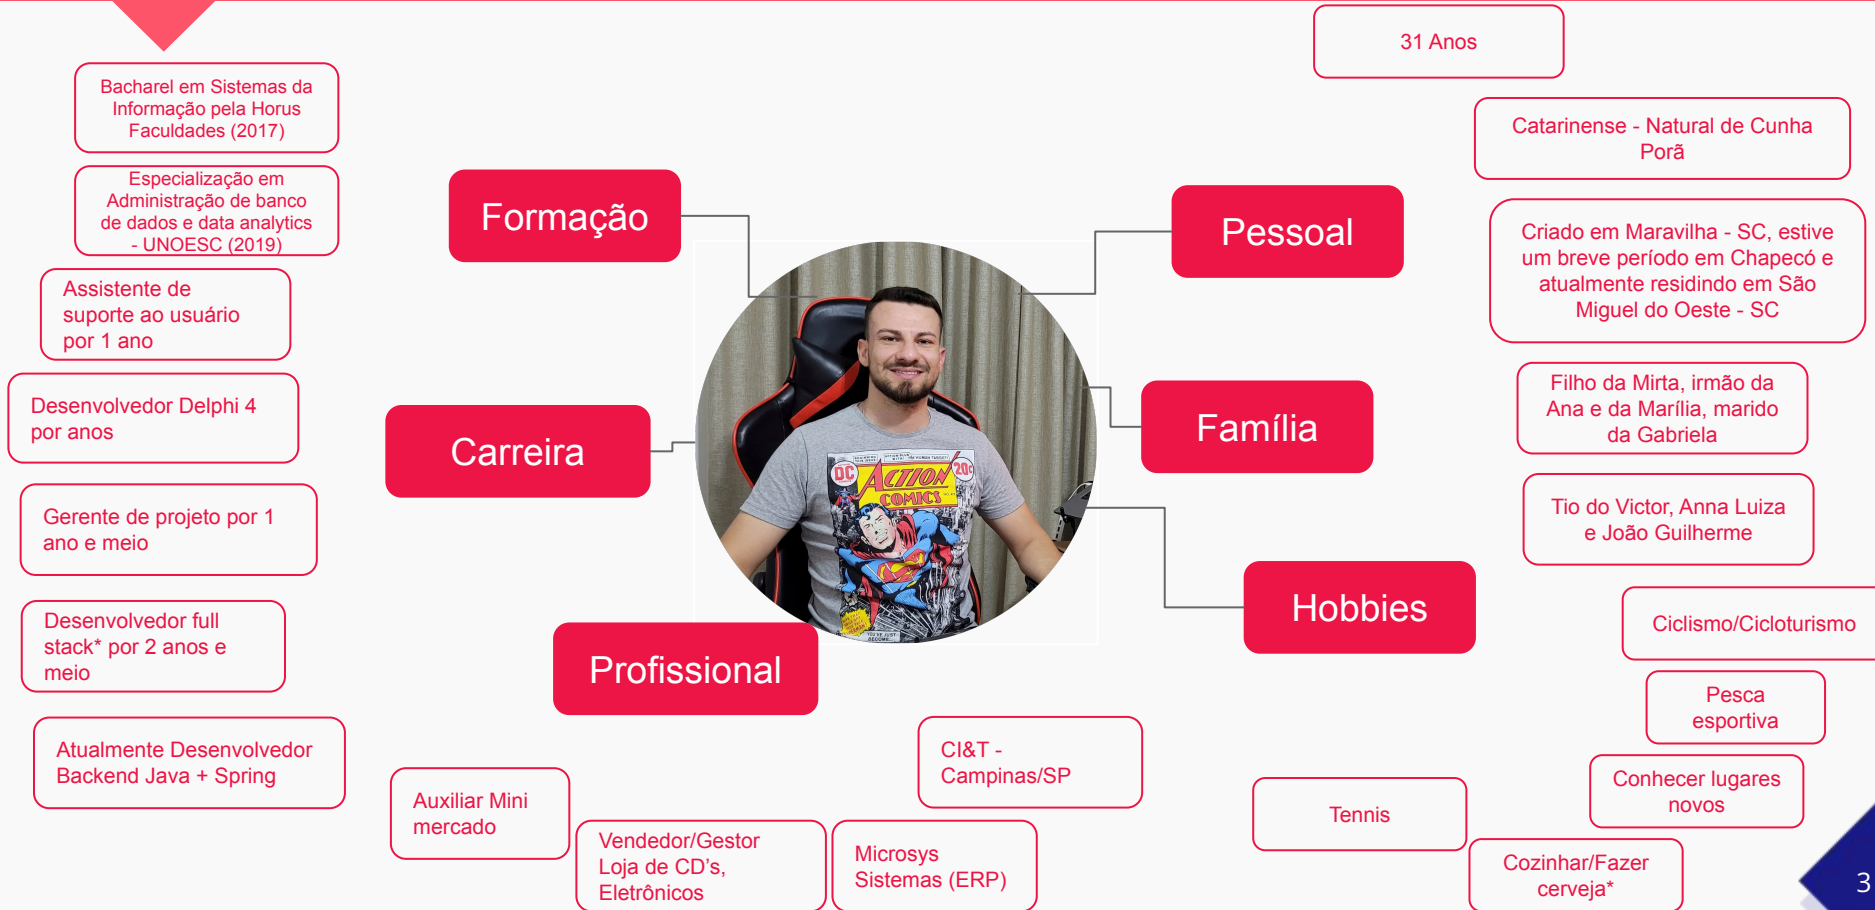 31 Anos
Bacharel em Sistemas da
Informação pela Horus
Faculdades (2017)
Especialização em
Administração de banco
de dados e data analytics
- UNOESC (2019)
Assistente de
suporte ao usuário
por 1 ano
Desenvolvedor Delphi 4
por anos
Gerente de projeto por 1
ano e meio
Desenvolvedor full
stack* por 2 anos e
meio
Atualmente Desenvolvedor
Backend Java + Spring
Formação
Carreira
Profissional
Auxiliar Mini
mercado
Vendedor/Gestor
Loja de CD's,
Eletrônicos
Microsys
Sistemas (ERP)
CI&T -
Campinas/SP
DC
ACTION
COMICS
20¢
Pessoal
Família
Hobbies
Catarinense - Natural de Cunha
Porã
Criado em Maravilha - SC, estive
um breve período em Chapecó e
atualmente residindo em São
Miguel do Oeste - SC
Filho da Mirta, irmão da
Ana e da Marília, marido
da Gabriela
Tio do Victor, Anna Luiza
e João Guilherme
Ciclismo/Cicloturismo
Pesca
esportiva
Conhecer lugares
novos
Tennis
Cozinhar/Fazer
cerveja*
3